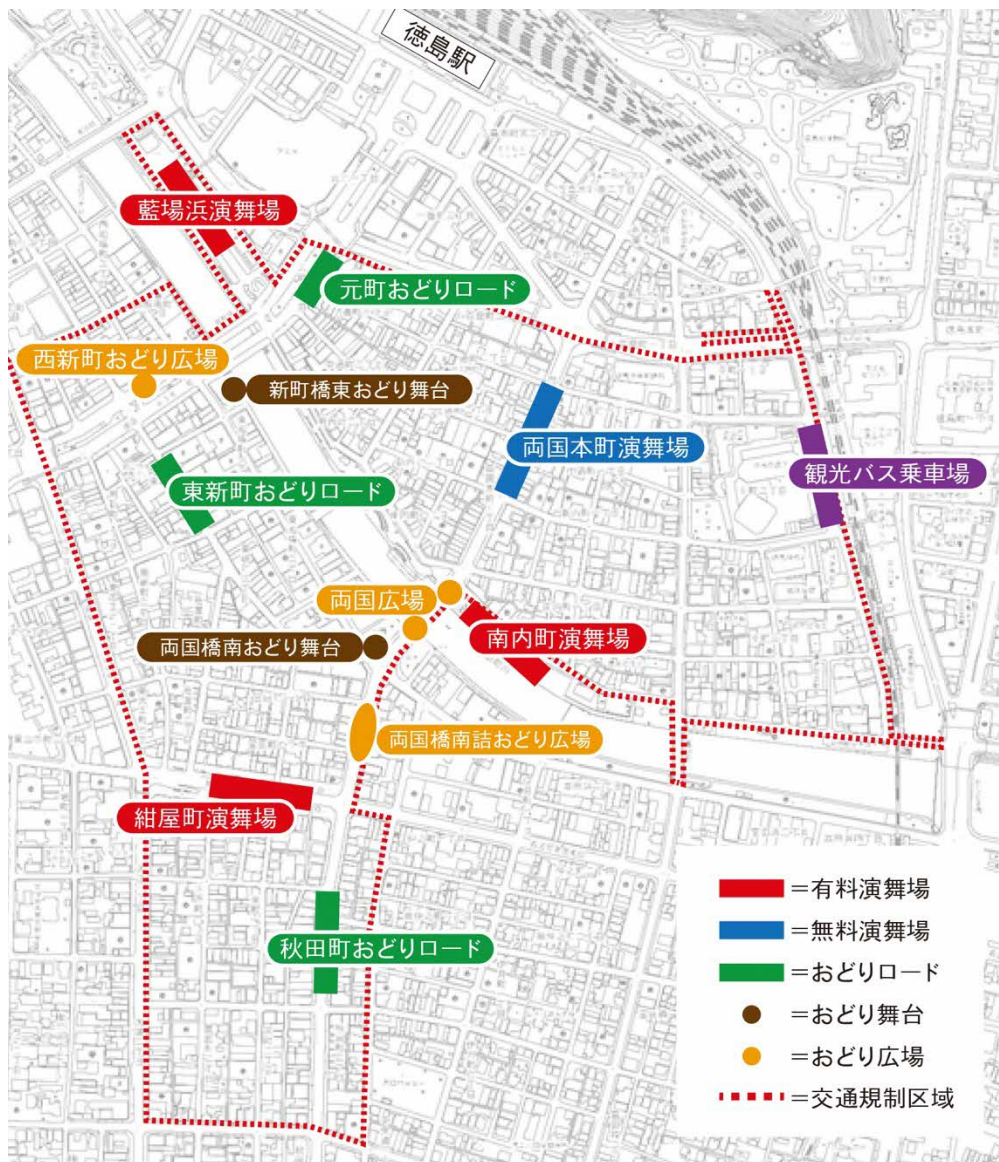 徳島駅
藍場浜演舞場
元町おどりロード
西新町おどり広場
新町橋東おどり舞台
両国本町演舞場
観光バス乗車場
東新町おどりロード
両国広場
両国橋南おどり舞台
南内町演舞場
両国橋南詰おどり広場
紺屋町演舞場
秋田町おどりロード
=有料演舞場
=無料演舞場
=おどりロード
=おどり舞台
=おどり広場
=交通規制区域